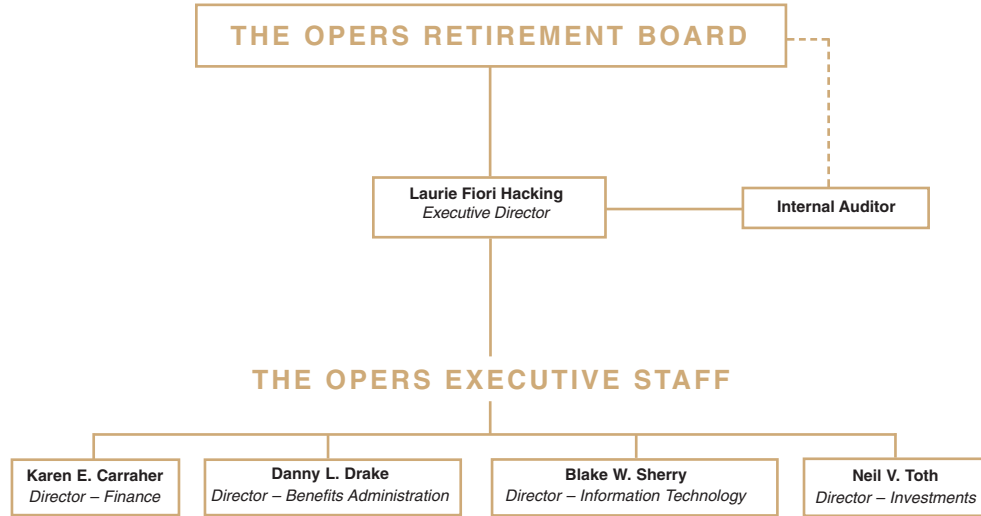 THE OPERS RETIREMENT BOARD
Laurie Fiori Hacking
Executive Director
Internal Auditor
THE OPERS EXECUTIVE STAFF
Karen E. Carraher
Director – Finance
Danny L. Drake
Director – Benefits Administration
Blake W. Sherry
Director – Information Technology
Neil V. Toth
Director – Investments